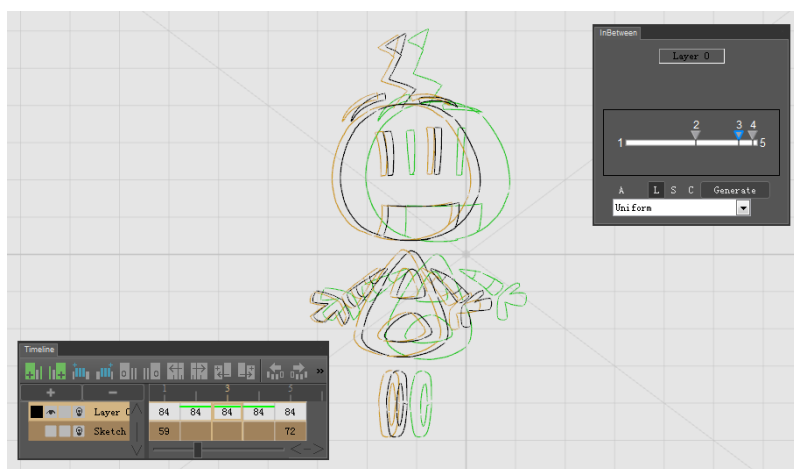 InBetween
Layer 0
2 3 4
1 5
A L S C Generate
Uniform
Timeline
»
+ − 1 3 5
Layer 0 84 84 84 84 84
Sketch 59 72